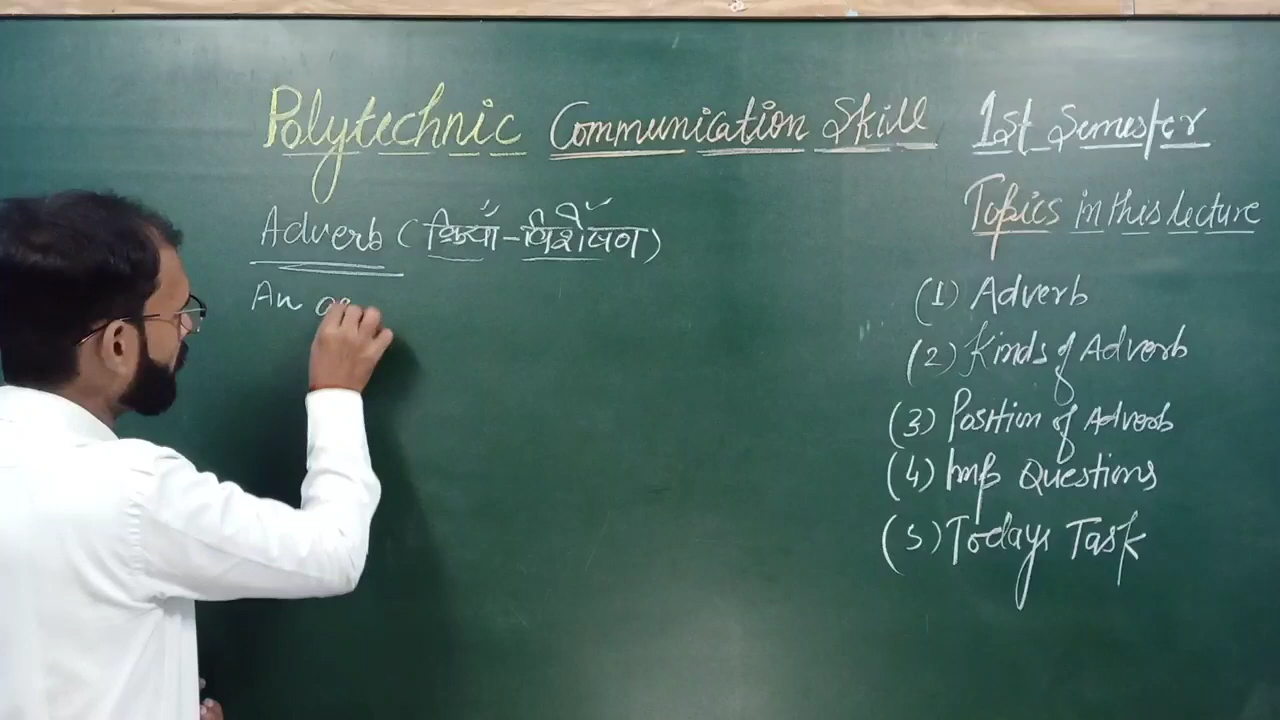 Polytechnic Communication Skill 1st Semester
Adverb (क्रिया-विशेषण)
An
Topics in this lecture
(1) Adverb
(2) Kinds of Adverb
(3) Position of Adverb
(4) Imp Questions
(5) Todays Task